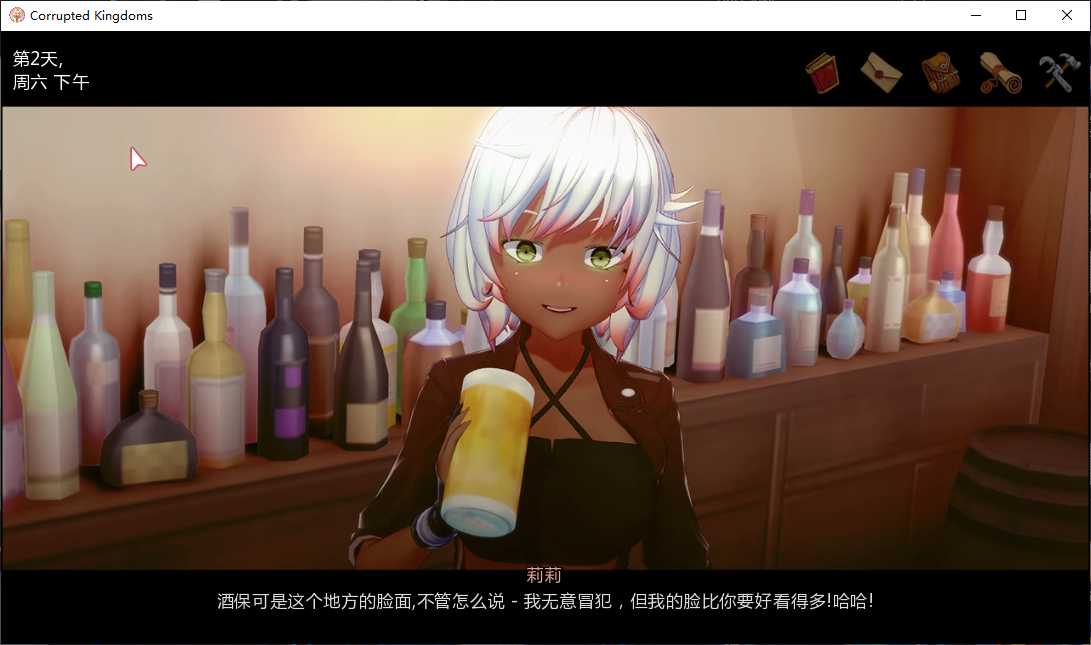 Corrupted Kingdoms
第2天,
周六 下午
莉莉
酒保可是这个地方的脸面,不管怎么说 - 我无意冒犯，但我的脸比你要好看得多!哈哈!